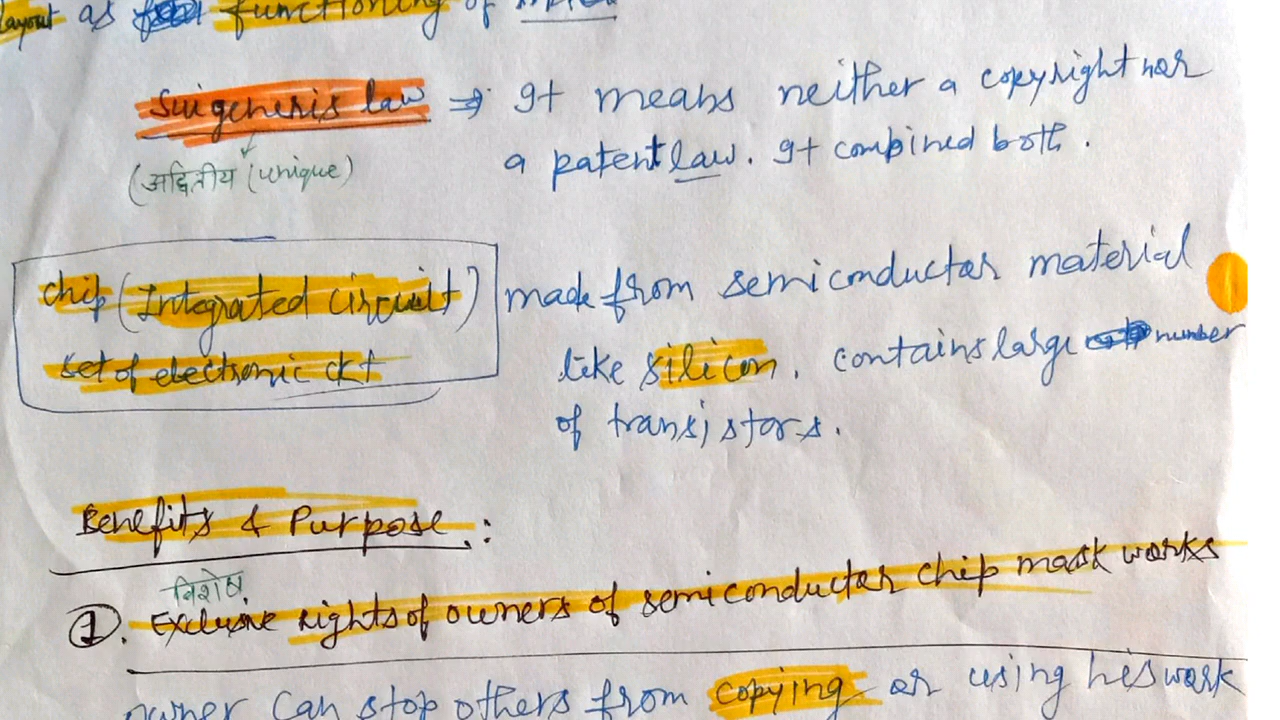 layout as functioning of
Suigeneris law ⇒ It means neither a copyright nor
a patent law. It combined both.
(अद्वितीय (unique)
chip (Integrated circuit) made from semiconductor material
set of electronic ckt like silicon. contains large number
of transistors.
Benefits & Purpose :
विशेष
①. Exclusive rights of owners of semiconductor chip mask works
owner can stop others from copying or using his work